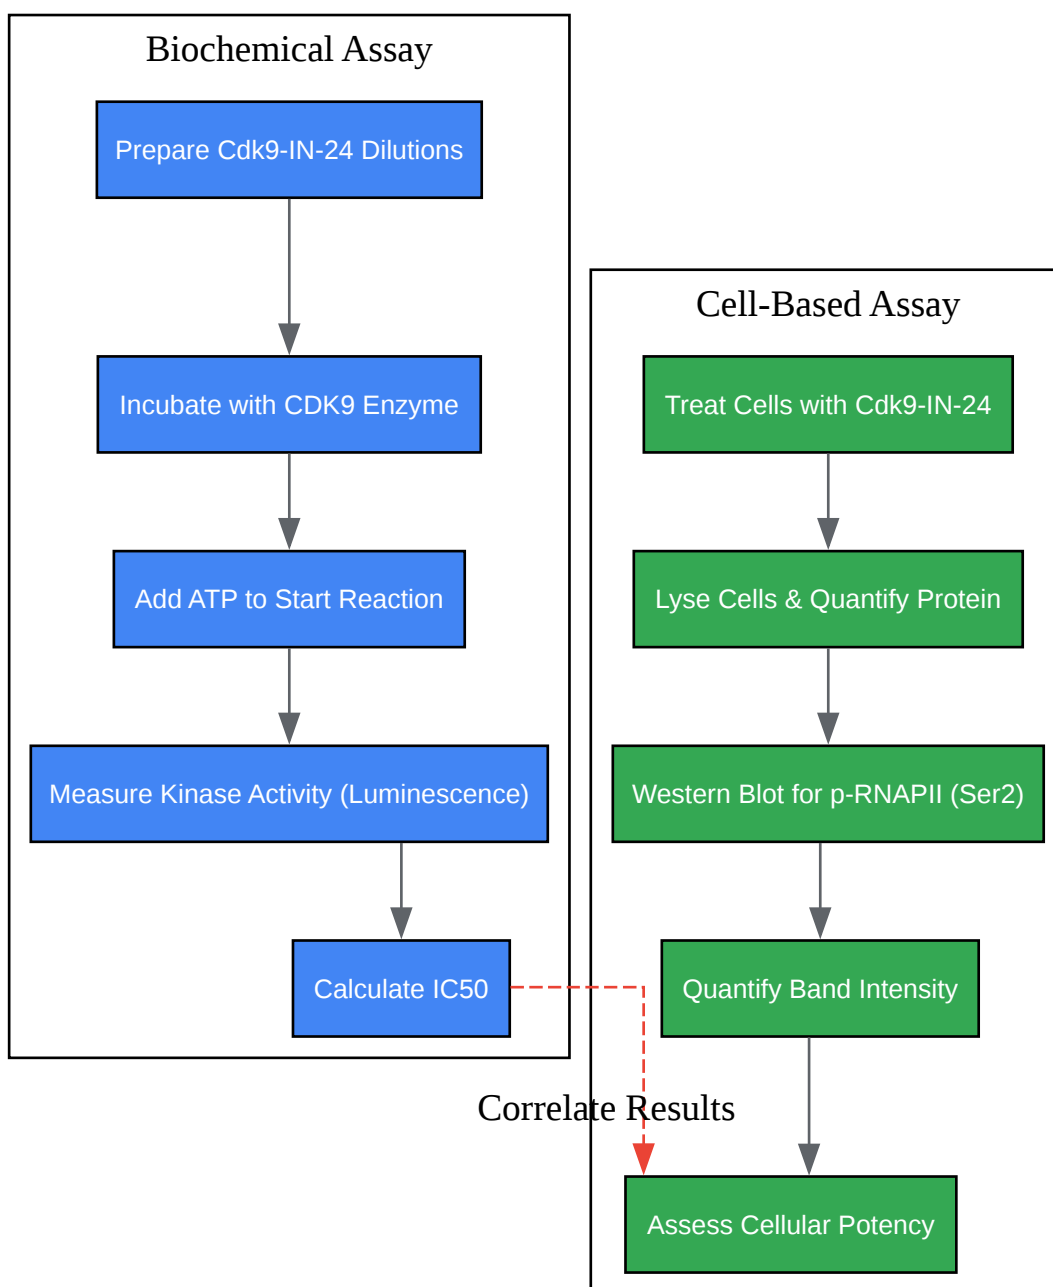 Biochemical Assay
Prepare Cdk9-IN-24 Dilutions
Incubate with CDK9 Enzyme
Add ATP to Start Reaction
Measure Kinase Activity (Luminescence)
Calculate IC50
Correlate Results
Cell-Based Assay
Treat Cells with Cdk9-IN-24
Lyse Cells & Quantify Protein
Western Blot for p-RNAPII (Ser2)
Quantify Band Intensity
Assess Cellular Potency